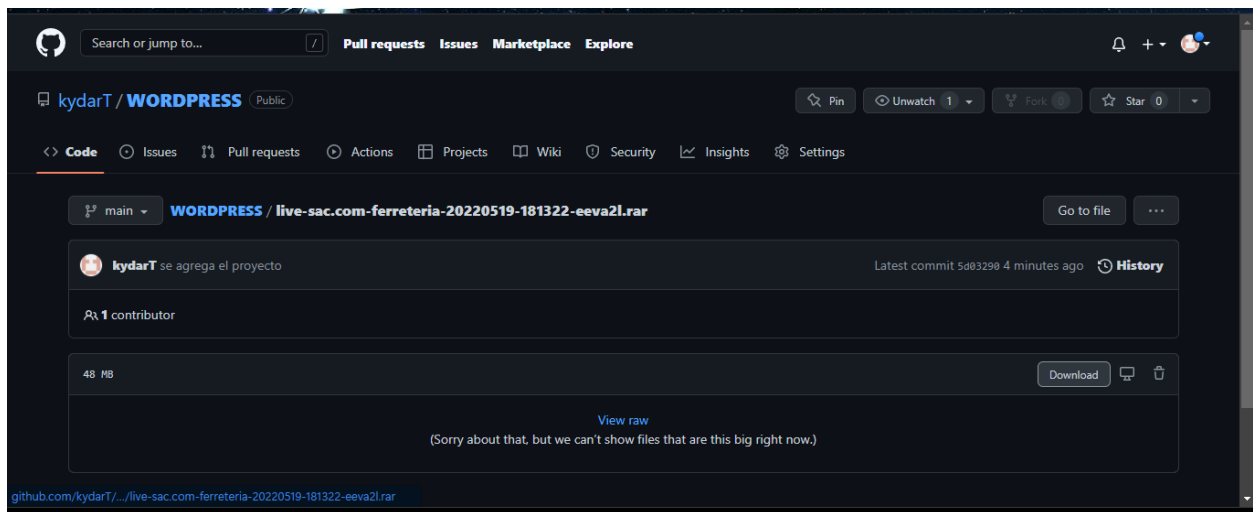 Search or jump to... / Pull requests Issues Marketplace Explore
kydarT / WORDPRESS Public Pin Unwatch 1 Fork 0 Star 0
Code Issues Pull requests Actions Projects Wiki Security Insights Settings
main WORDPRESS / live-sac.com-ferreteria-20220519-181322-eeva2l.rar Go to file ...
kydarT se agrega el proyecto Latest commit 5d03290 4 minutes ago History
1 contributor
48 MB Download
View raw
(Sorry about that, but we can't show files that are this big right now.)
github.com/kydarT/.../live-sac.com-ferreteria-20220519-181322-eeva2l.rar